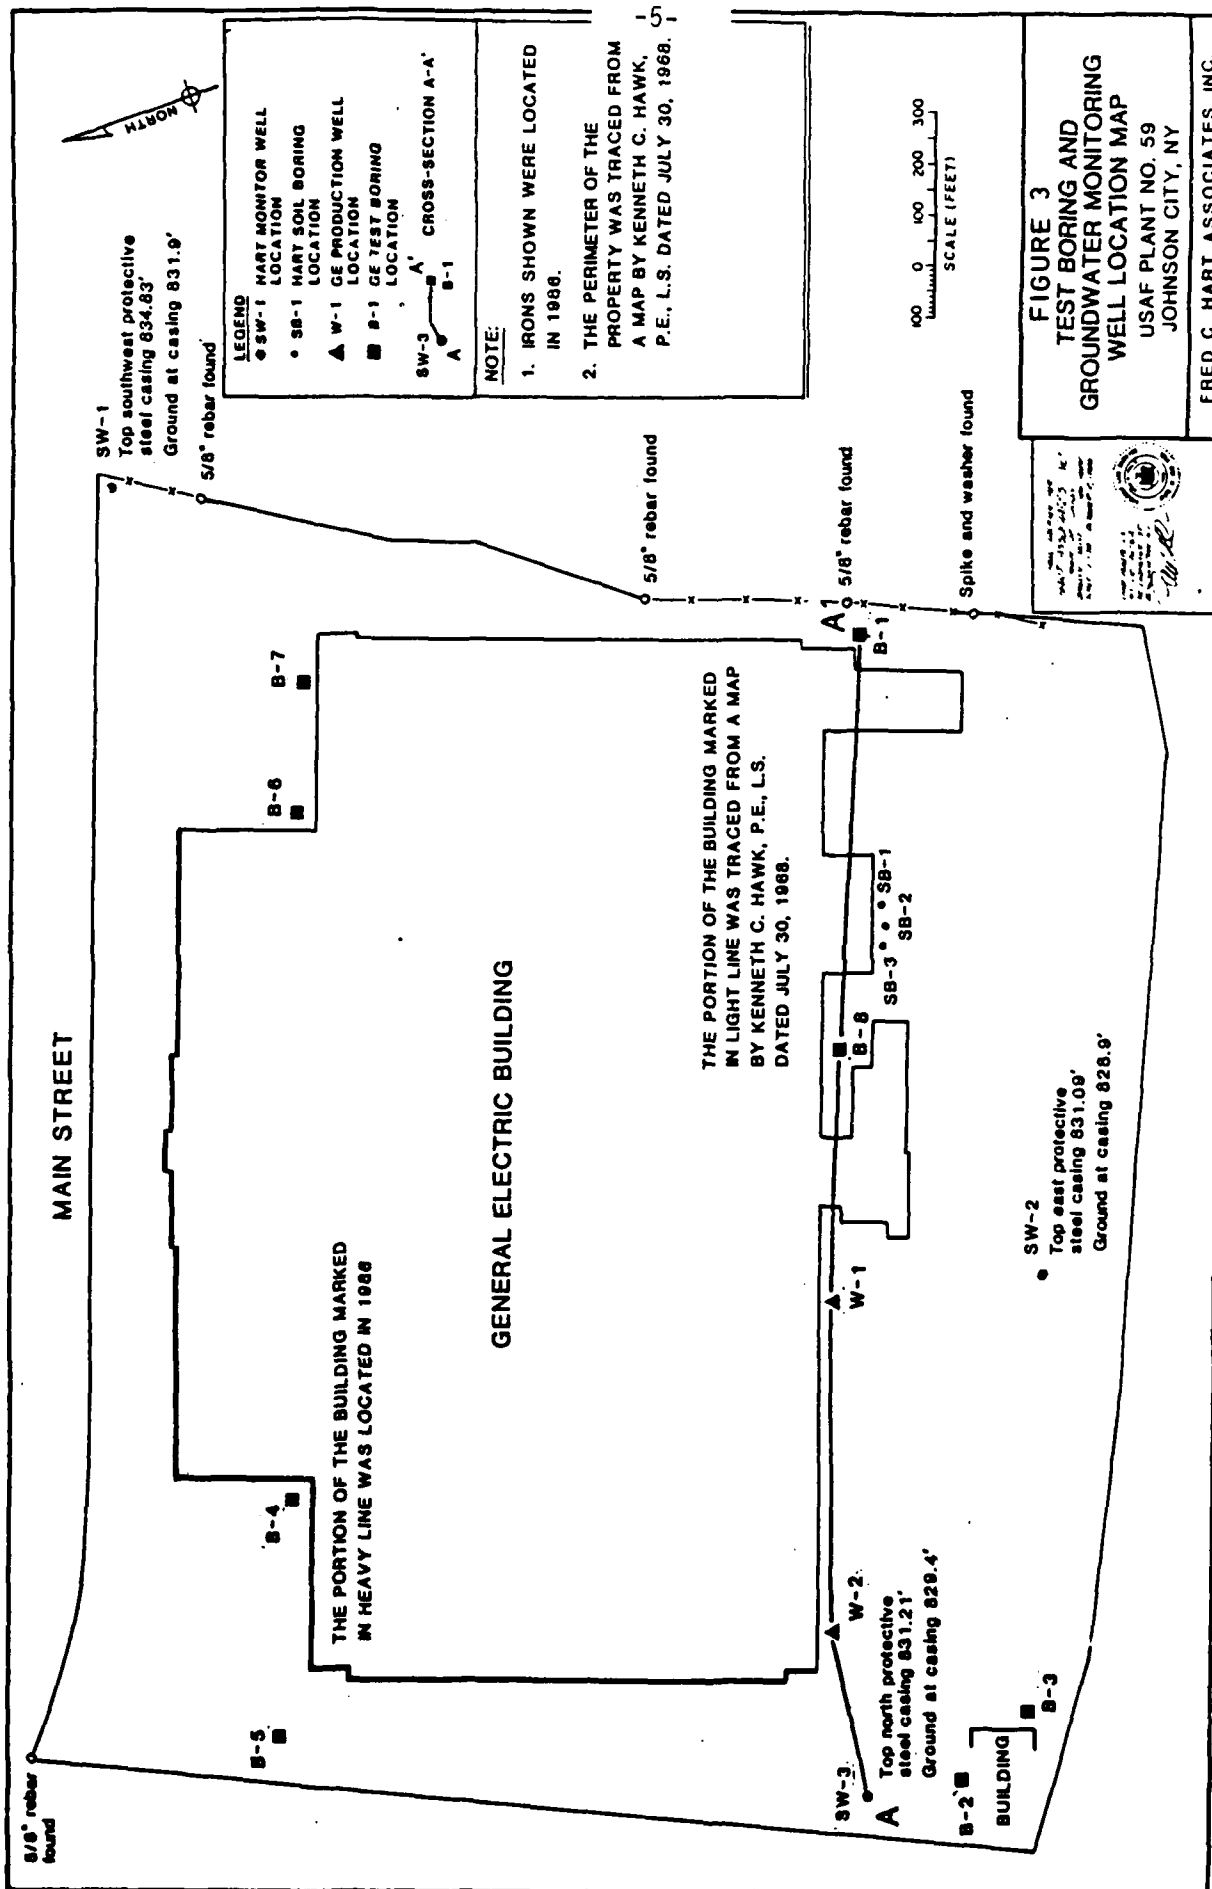 -5-
5/8" rebar
found
MAIN STREET
SW-1
Top southwest protective
steel casing 834.83'
Ground at casing 831.9'
5/8" rebar found
NORTH
LEGEND
SW-1 HART MONITOR WELL
LOCATION
SB-1 HART SOIL BORING
LOCATION
W-1 GE PRODUCTION WELL
LOCATION
B-1 GE TEST BORING
LOCATION
SW-3
A
A'
B-1
CROSS-SECTION A-A'
NOTE:
1. IRONS SHOWN WERE LOCATED
IN 1986.
2. THE PERIMETER OF THE
PROPERTY WAS TRACED FROM
A MAP BY KENNETH C. HAWK,
P.E., L.S. DATED JULY 30, 1968.
B-5
B-4
B-6
B-7
THE PORTION OF THE BUILDING MARKED
IN HEAVY LINE WAS LOCATED IN 1986
GENERAL ELECTRIC BUILDING
THE PORTION OF THE BUILDING MARKED
IN LIGHT LINE WAS TRACED FROM A MAP
BY KENNETH C. HAWK, P.E., L.S.
DATED JULY 30, 1968.
5/8" rebar found
5/8" rebar found
A'
B-1
Spike and washer found
SW-3
A
Top north protective
steel casing 831.21'
Ground at casing 829.4'
W-2
W-1
B-8
SB-3
SB-2
SB-1
B-2
BUILDING
B-3
SW-2
Top east protective
steel casing 831.09'
Ground at casing 828.9'
100 0 100 200 300
SCALE (FEET)
FIGURE 3
TEST BORING AND
GROUNDWATER MONITORING
WELL LOCATION MAP
USAF PLANT NO. 59
JOHNSON CITY, NY
FRED C HART ASSOCIATES INC